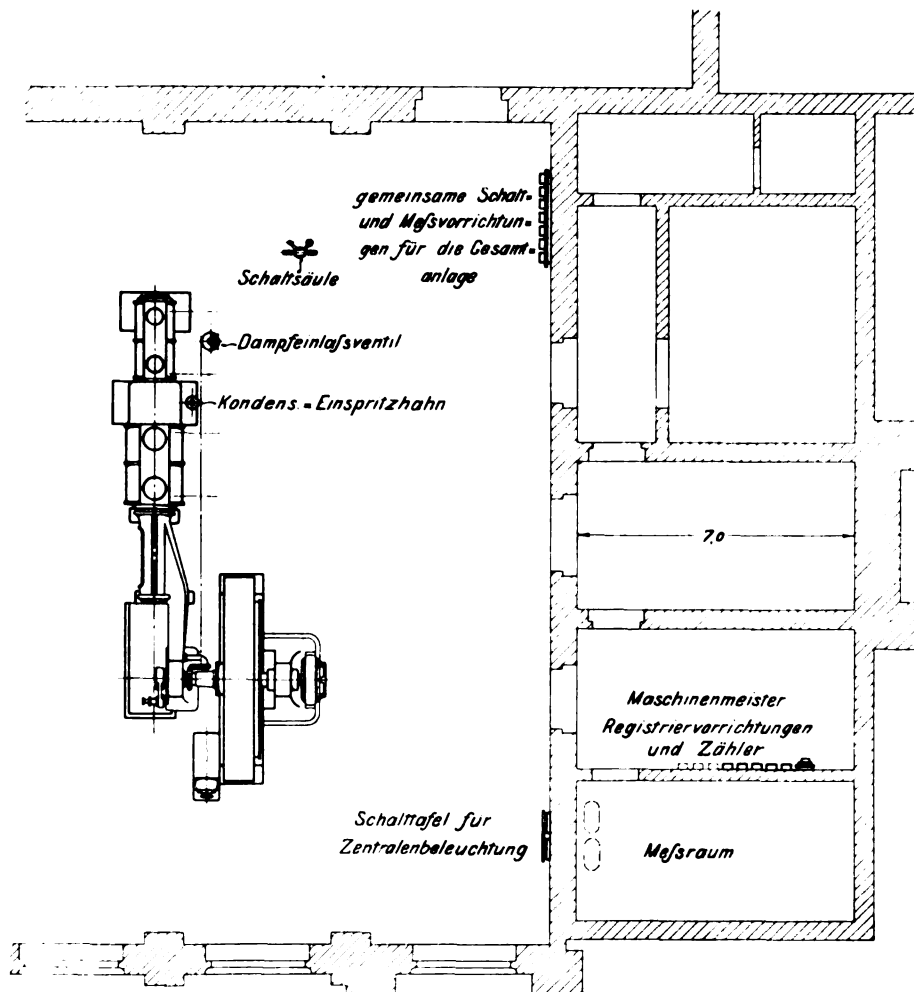 gemeinsame Schalt=
und Meſsvorrichtun=
gen für die Gesamt=
anlage
Schaltsäule
Dampfeinlaſsventil
Kondens.=Einspritzhahn
7,0
Maschinenmeister
Registriervorrichtungen
und Zähler
Schalttafel für
Zentralenbeleuchtung
Meſsraum